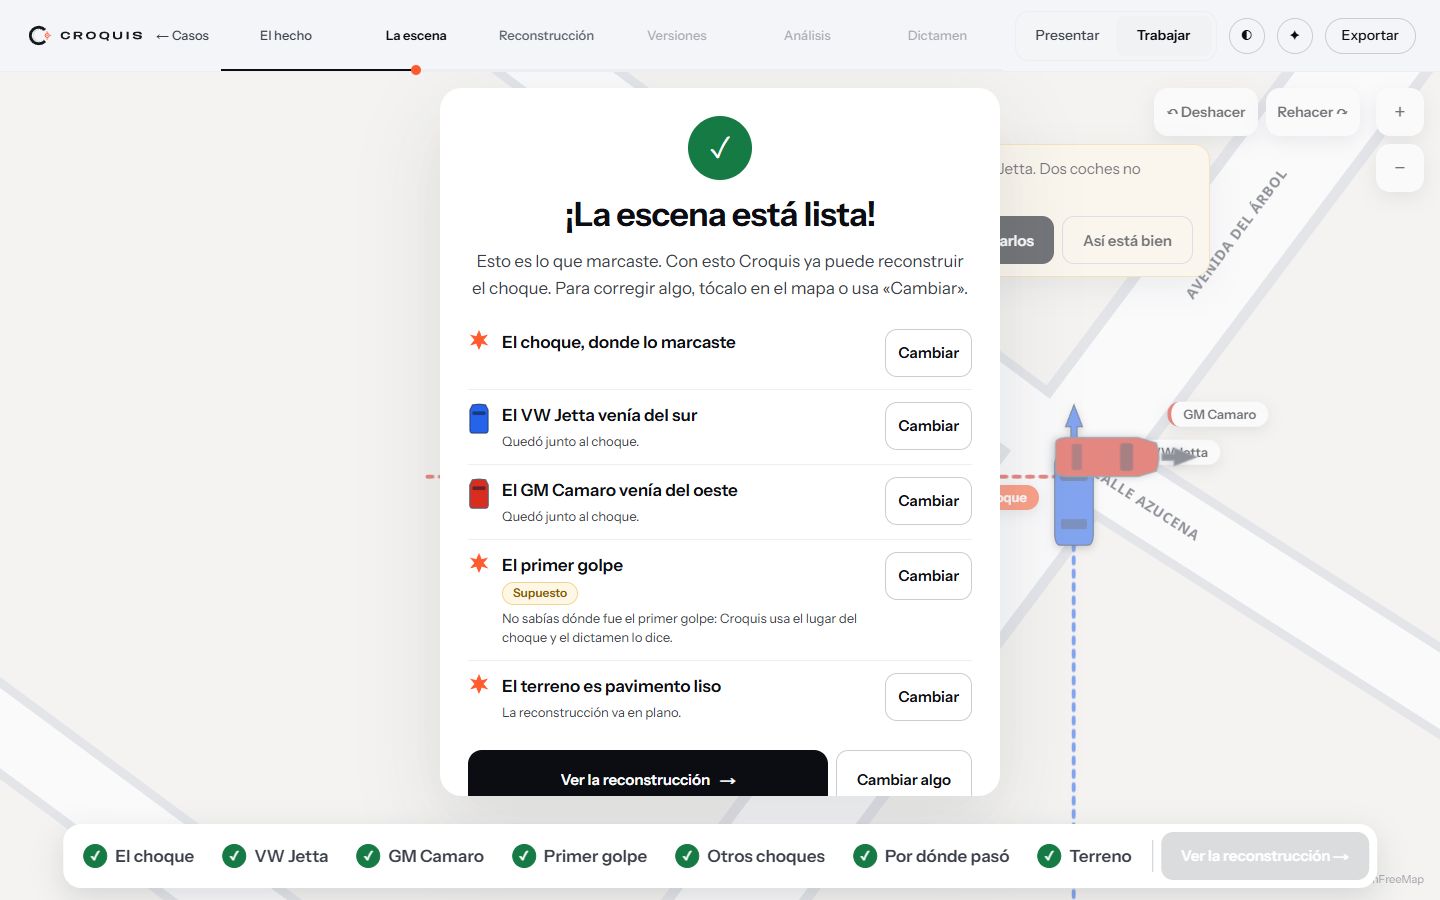 CROQUIS
← Casos
El hecho
La escena
Reconstrucción
Versiones
Análisis
Dictamen
Presentar
Trabajar
Exportar
Deshacer
Rehacer
+
−
Jetta. Dos coches no
arlos
Así está bien
AVENIDA DEL ÁRBOL
¡La escena está lista!
Esto es lo que marcaste. Con esto Croquis ya puede reconstruir
el choque. Para corregir algo, tócalo en el mapa o usa «Cambiar».
El choque, donde lo marcaste
Cambiar
El VW Jetta venía del sur
Quedó junto al choque.
Cambiar
El GM Camaro venía del oeste
Quedó junto al choque.
Cambiar
El primer golpe
Supuesto
No sabías dónde fue el primer golpe: Croquis usa el lugar del
choque y el dictamen lo dice.
Cambiar
El terreno es pavimento liso
La reconstrucción va en plano.
Cambiar
Ver la reconstrucción →
Cambiar algo
GM Camaro
VW Jetta
oque
CALLE AZUCENA
El choque
VW Jetta
GM Camaro
Primer golpe
Otros choques
Por dónde pasó
Terreno
Ver la reconstrucción →
nFreeMap